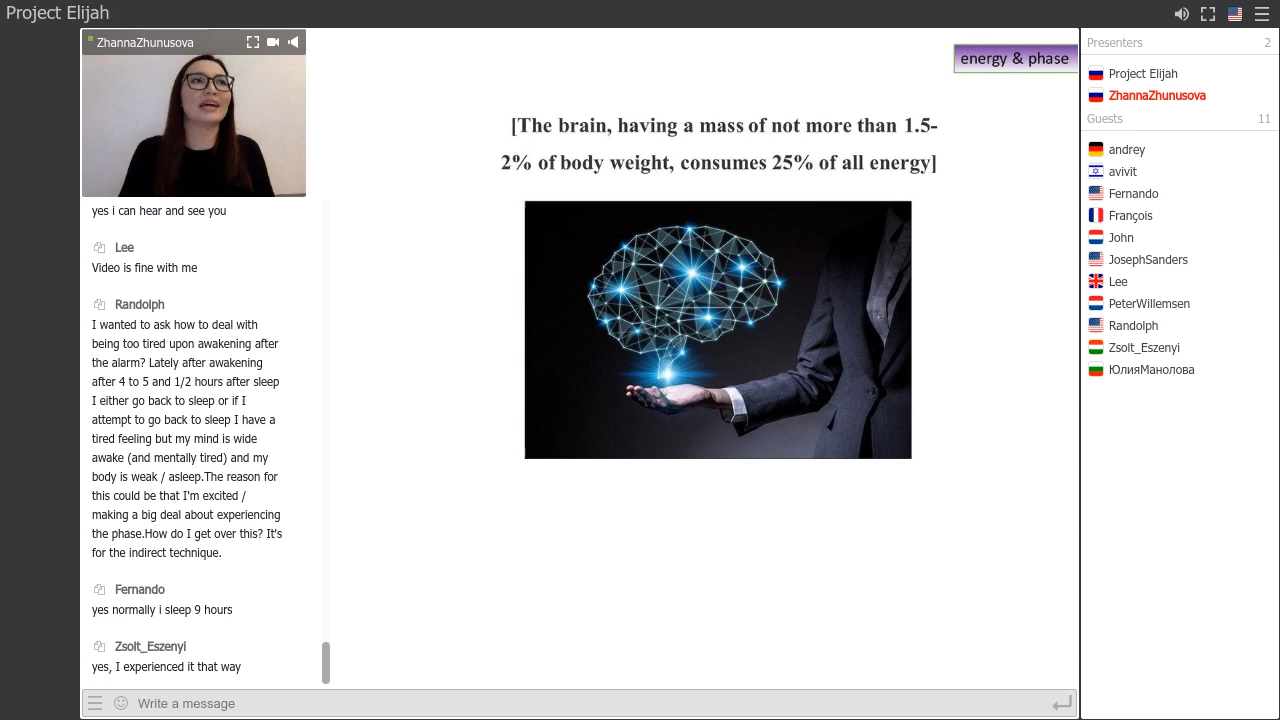 Project Elijah
ZhannaZhunusova
yes i can hear and see you
Lee
Video is fine with me
Randolph
I wanted to ask how to deal with
being too tired upon awakening after
the alarm? Lately after awakening
after 4 to 5 and 1/2 hours after sleep
I either go back to sleep or if I
attempt to go back to sleep I have a
tired feeling but my mind is wide
awake (and mentally tired) and my
body is weak / asleep.The reason for
this could be that I'm excited /
making a big deal about experiencing
the phase.How do I get over this? It's
for the indirect technique.
Fernando
yes normally i sleep 9 hours
Zsolt_Eszenyi
yes, I experienced it that way
Write a message
energy & phase
[The brain, having a mass of not more than 1.5-
2% of body weight, consumes 25% of all energy]
Presenters 2
Project Elijah
ZhannaZhunusova
Guests 11
andrey
avivit
Fernando
François
John
JosephSanders
Lee
PeterWillemsen
Randolph
Zsolt_Eszenyi
ЮлияМанолова